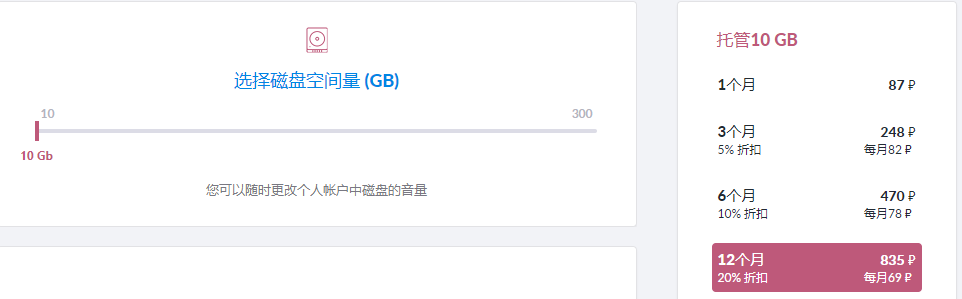 选择磁盘空间量 (GB)
10 300
10 Gb
您可以随时更改个人帐户中磁盘的音量
托管10 GB
1个月 87 ₽
3个月 248 ₽
5% 折扣 每月82 ₽
6个月 470 ₽
10% 折扣 每月78 ₽
12个月 835 ₽
20% 折扣 每月69 ₽